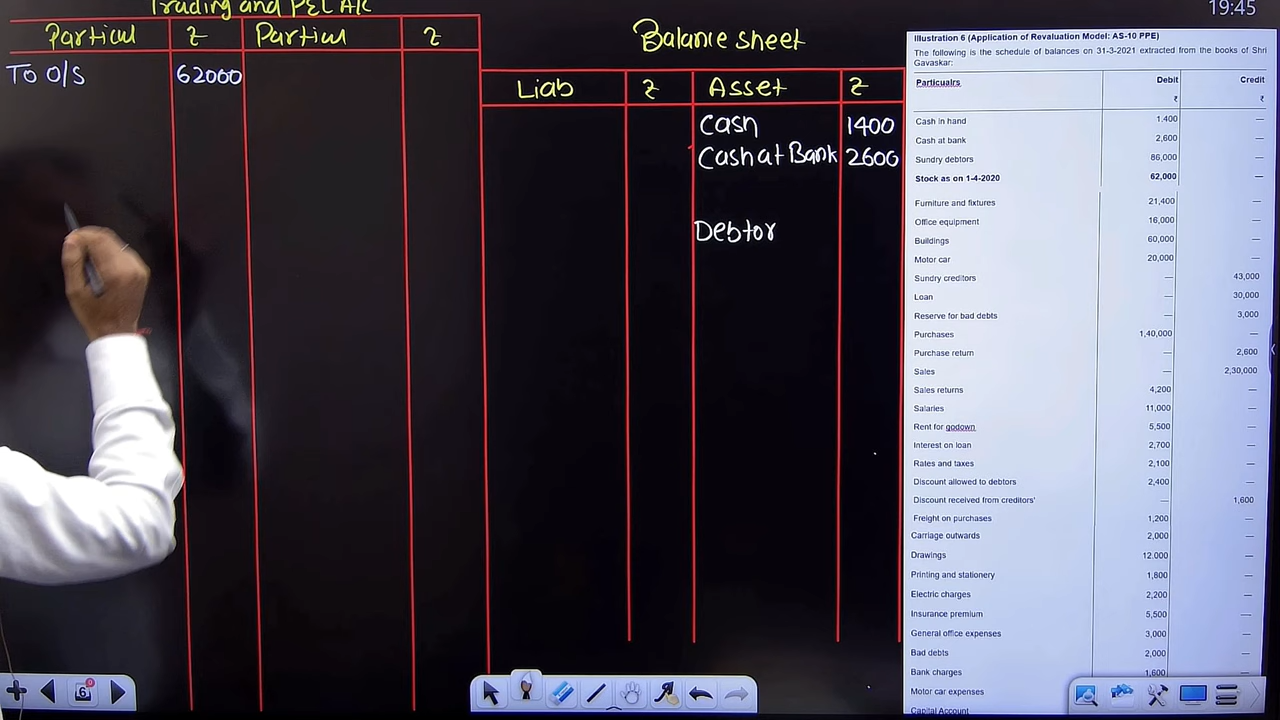 Trading and P&L A/c
Particul ₹ Particul ₹
To O/S 62000
Balance sheet
Liab ₹ Asset ₹
Cash 1400
Cash at Bank 2600
Debtor
19:45
Illustration 6 (Application of Revaluation Model: AS-10 PPE)
The following is the schedule of balances on 31-3-2021 extracted from the books of Shri
Gavaskar:
Particualrs Debit Credit
₹ ₹
Cash in hand 1.400 —
Cash at bank 2,600 —
Sundry debtors 86,000 —
Stock as on 1-4-2020 62,000 —
Furniture and fixtures 21,400 —
Office equipment 16,000 —
Buildings 60,000 —
Motor car 20,000 —
Sundry creditors — 43,000
Loan — 30,000
Reserve for bad debts — 3,000
Purchases 1,40,000 —
Purchase return — 2,600
Sales — 2,30,000
Sales returns 4,200 —
Salaries 11,000 —
Rent for godown 5,500 —
Interest on loan 2,700 —
Rates and taxes 2,100 —
Discount allowed to debtors 2,400 —
Discount received from creditors' — 1,600
Freight on purchases 1,200 —
Carriage outwards 2,000 —
Drawings 12.000 —
Printing and stationery 1,800 —
Electric charges 2,200 —
Insurance premium 5,500 —
General office expenses 3,000 —
Bad debts 2,000 —
Bank charges 1,600 —
Motor car expenses
Capital Account
6